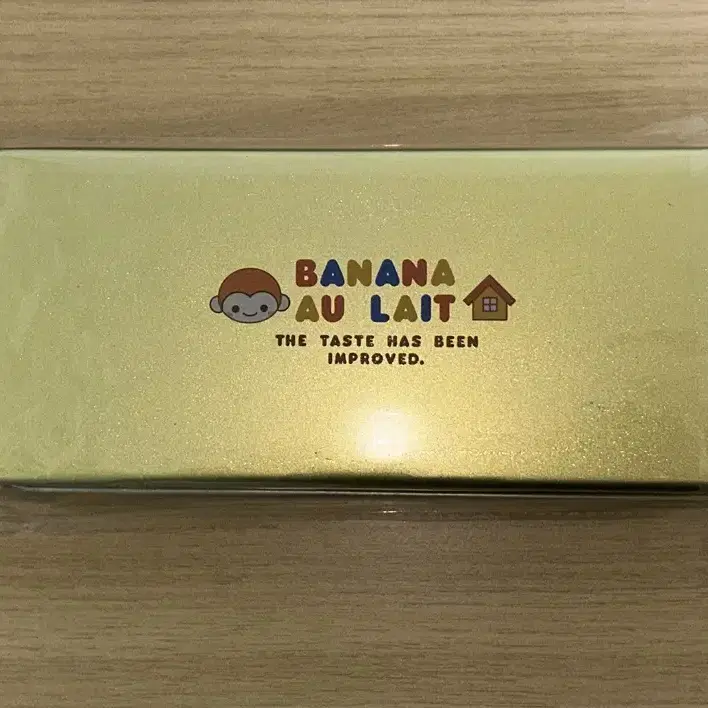 BANANA
AU LAIT
THE TASTE HAS BEEN
IMPROVED.